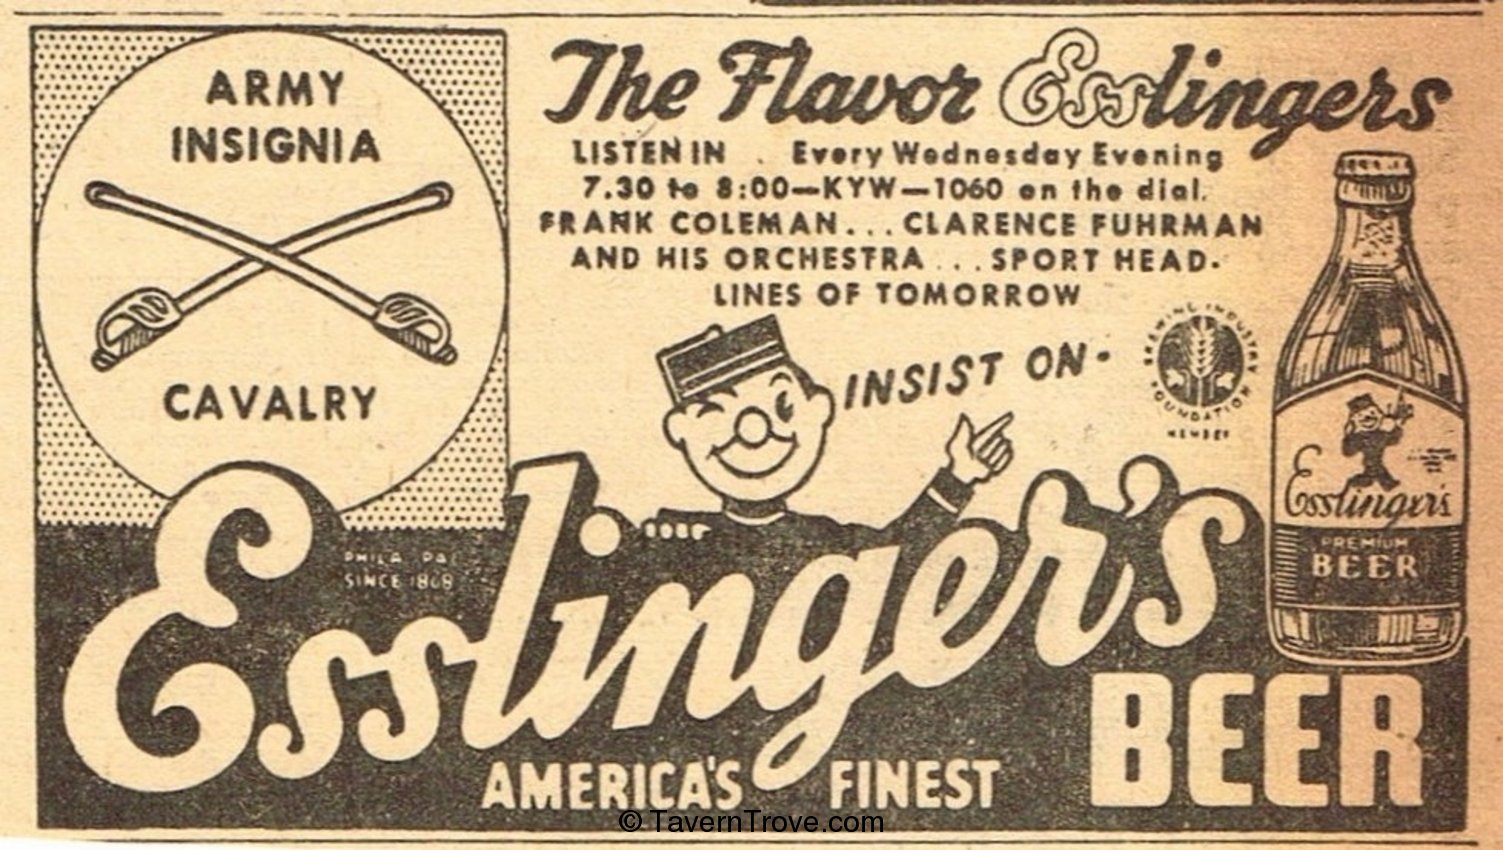 ARMY
INSIGNIA
CAVALRY
The Flavor Esslingers
LISTEN IN . Every Wednesday Evening
7.30 to 8:00—KYW—1060 on the dial.
FRANK COLEMAN...CLARENCE FUHRMAN
AND HIS ORCHESTRA...SPORT HEAD-
LINES OF TOMORROW
INSIST ON-
BREWING INDUSTRY
FOUNDATION
MEMBER
PHILA. PA.
SINCE 1868
Esslinger's
BEER
AMERICA'S FINEST
Esslinger's
PREMIUM
BEER
© TavernTrove.com